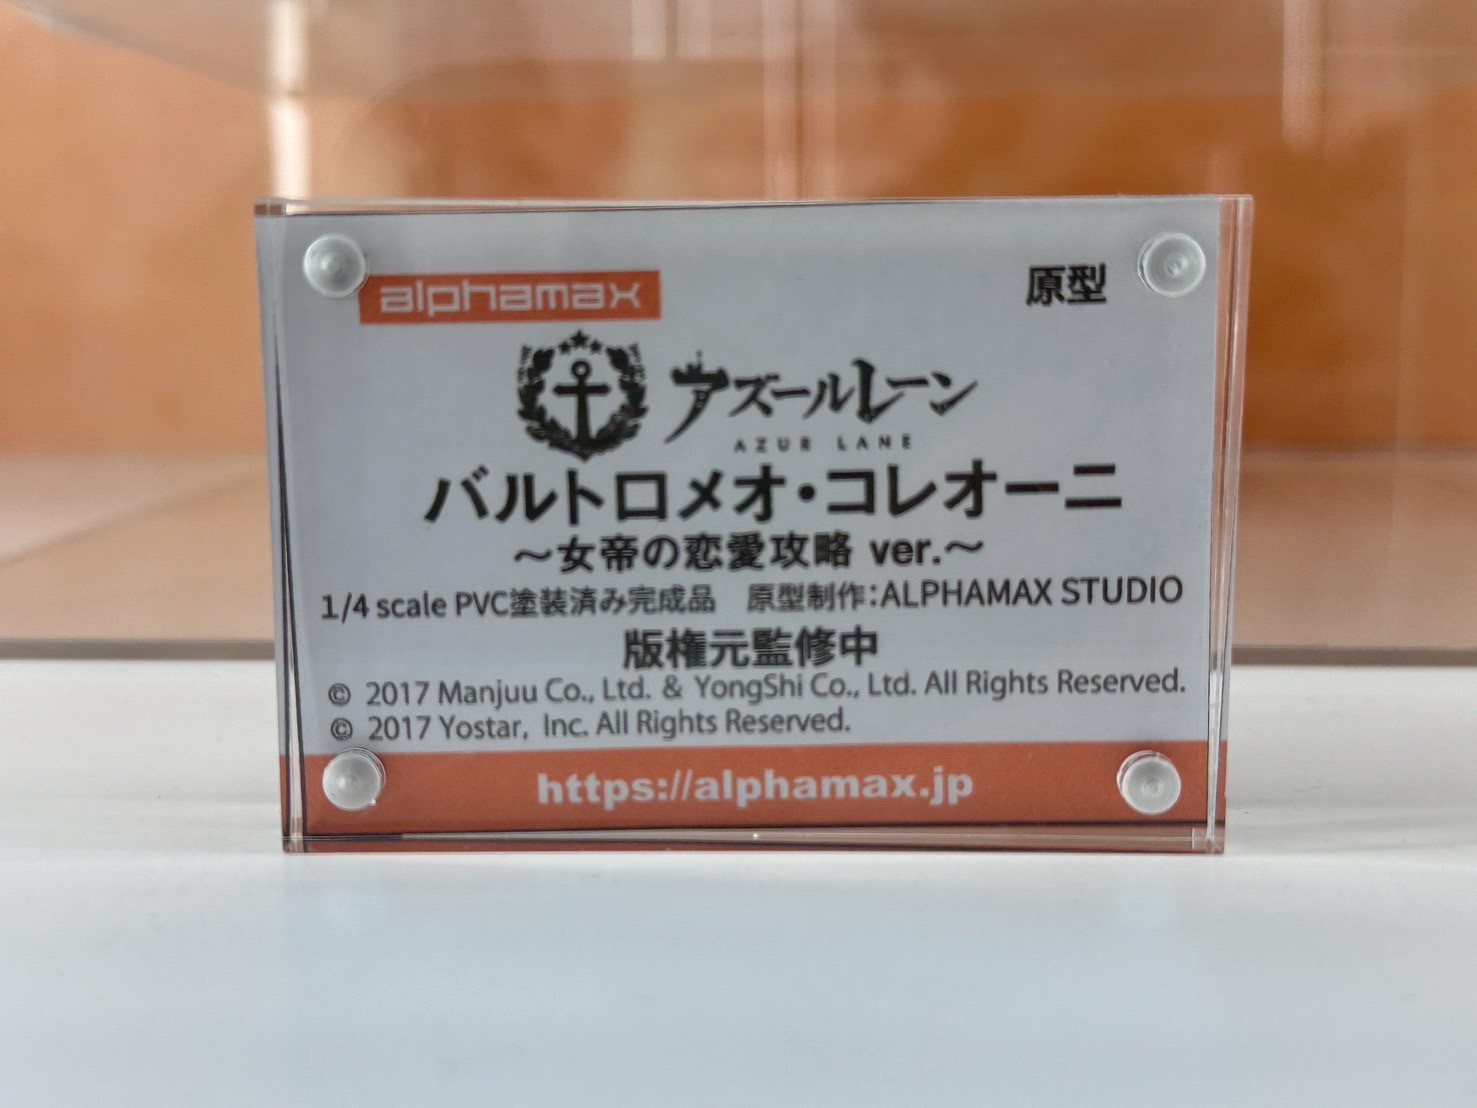 alphamax
原型
アズールレーン
AZUR LANE
バルトロメオ・コレオーニ
～女帝の恋愛攻略 ver.～
1/4 scale PVC塗装済み完成品　原型制作：ALPHAMAX STUDIO
版権元監修中
© 2017 Manjuu Co., Ltd. & YongShi Co., Ltd. All Rights Reserved.
© 2017 Yostar, Inc. All Rights Reserved.
https://alphamax.jp